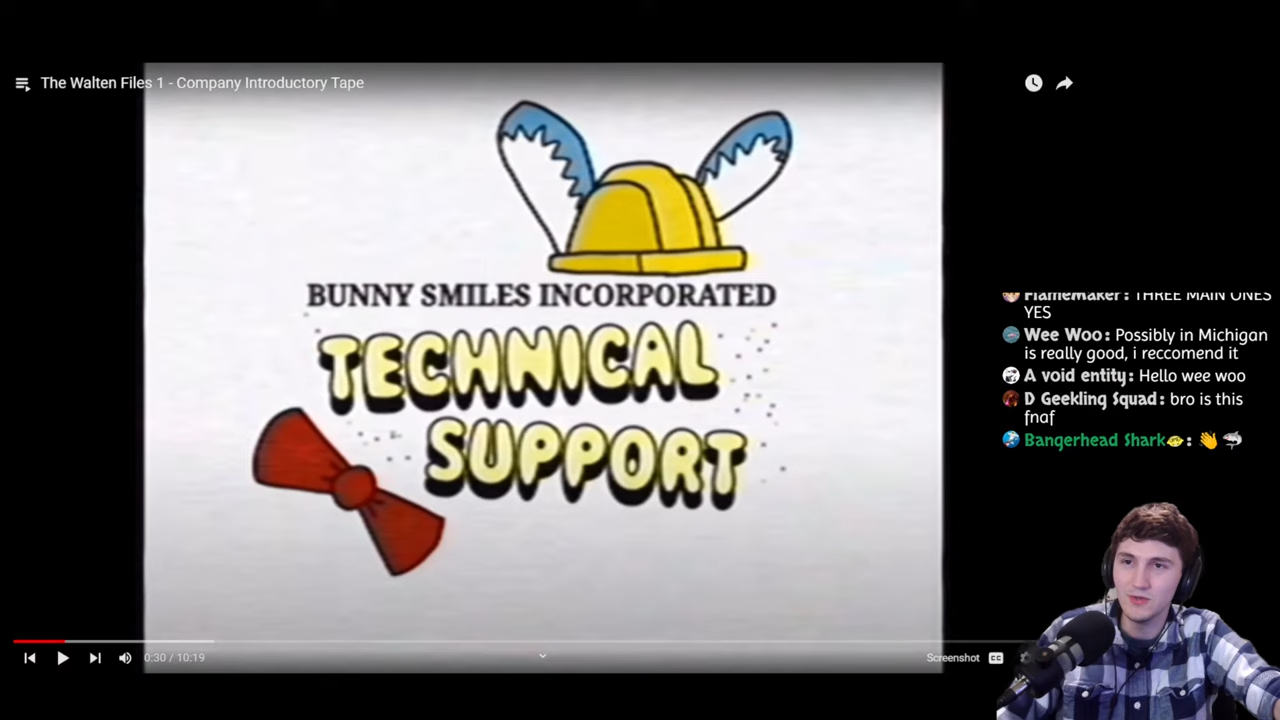 The Walten Files 1 - Company Introductory Tape
BUNNY SMILES INCORPORATED
TECHNICAL
SUPPORT
FlameMaker: THREE MAIN ONES
YES
Wee Woo: Possibly in Michigan
is really good, i reccomend it
A void entity: Hello wee woo
D Geekling Squad: bro is this
fnaf
Bangerhead Shark🐠: 👋 🦈
0:30 / 10:19
Screenshot
CC